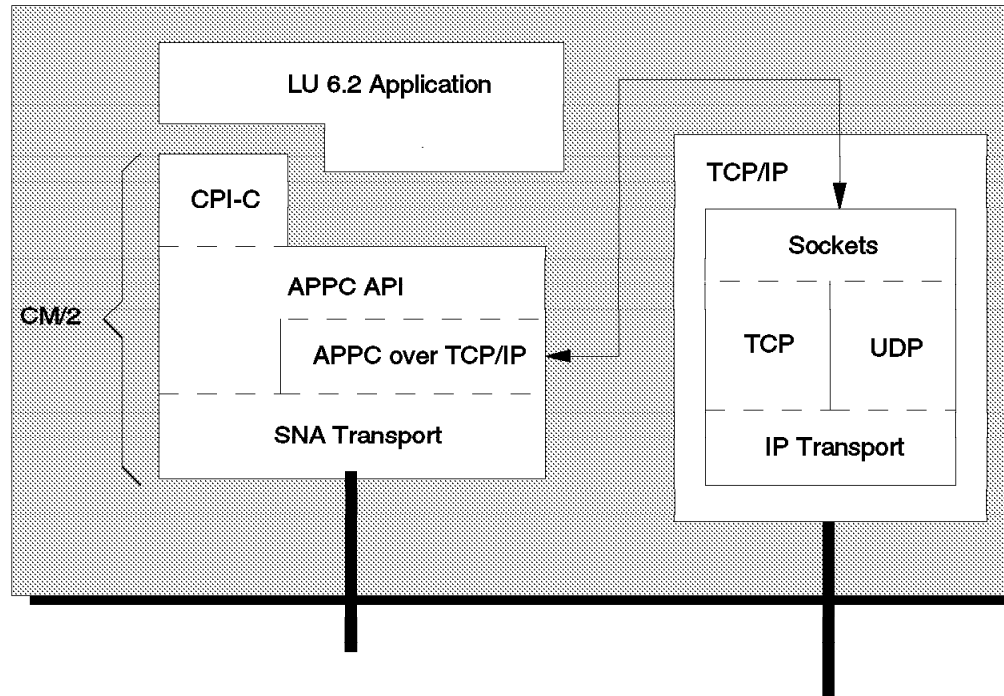 LU 6.2 Application
CPI-C
APPC API
CM/2
APPC over TCP/IP
SNA Transport
TCP/IP
Sockets
TCP
UDP
IP Transport